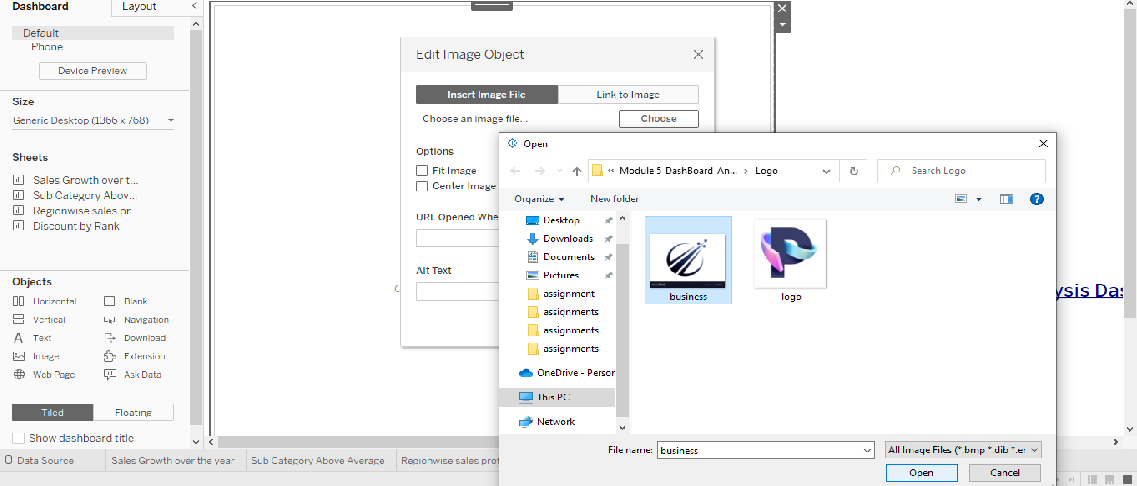 Dashboard
Layout
Default
Phone
Device Preview
Size
Generic Desktop (1366 x 768)
Sheets
Sales Growth over t...
Sub Category Above...
Regionwise sales pr...
Discount by Rank
Objects
Horizontal
Blank
Vertical
Navigation
Text
Download
Image
Extension
Web Page
Ask Data
Tiled
Floating
Show dashboard title
Edit Image Object
Insert Image File
Link to Image
Choose an image file...
Choose
Options
Fit Image
Center Image
URL Opened Whe
Alt Text
Open
« Module 5 DashBoard An... > Logo
Search Logo
Organize
New folder
Desktop
Downloads
Documents
Pictures
assignment
assignments
assignments
assignments
OneDrive - Person
This PC
Network
business
logo
File name:
business
All Image Files (*.bmp *.dib *.er
Open
Cancel
ysis Das
Data Source
Sales Growth over the year
Sub Category Above Average
Regionwise sales prof